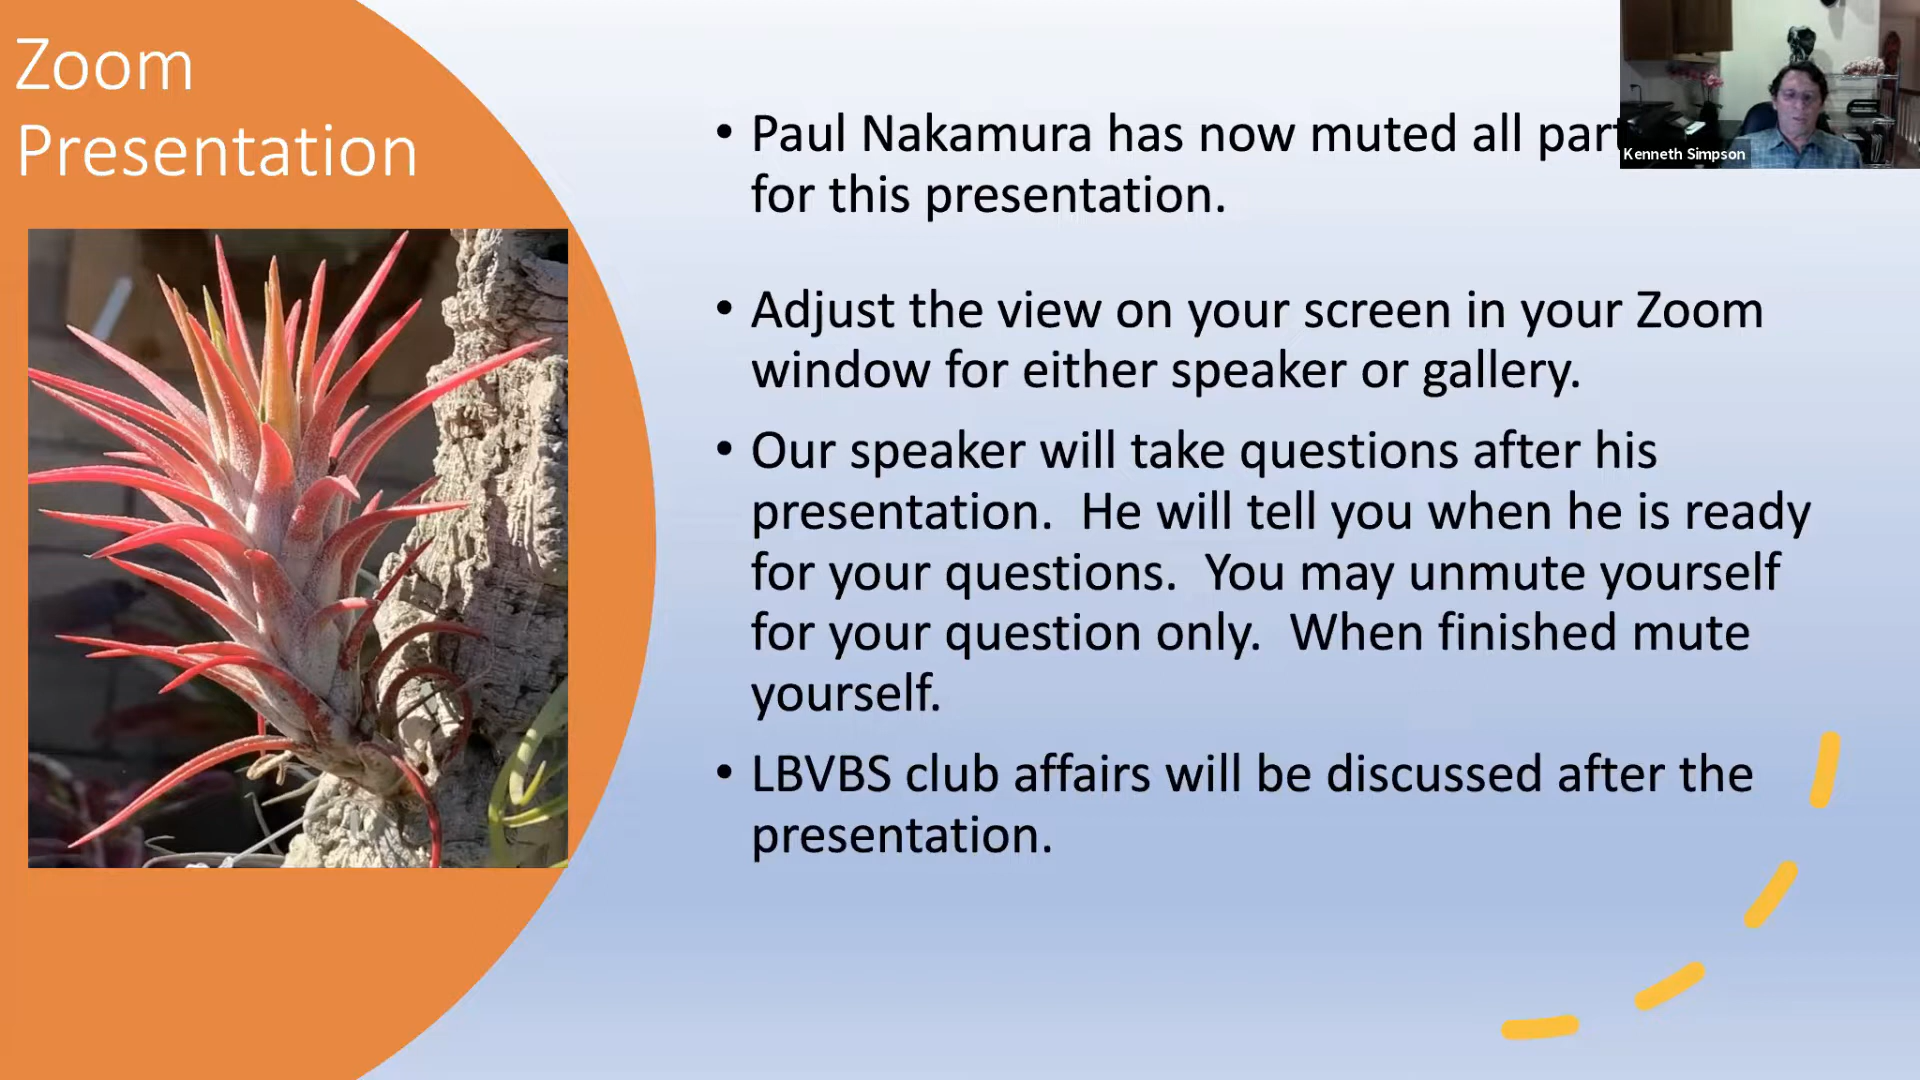 Zoom
Presentation
• Paul Nakamura has now muted all
for this presentation.
• Adjust the view on your screen in your Zoom
window for either speaker or gallery.
• Our speaker will take questions after his
presentation.  He will tell you when he is ready
for your questions.  You may unmute yourself
for your question only.  When finished mute
yourself.
• LBVBS club affairs will be discussed after the
presentation.
Kenneth Simpson